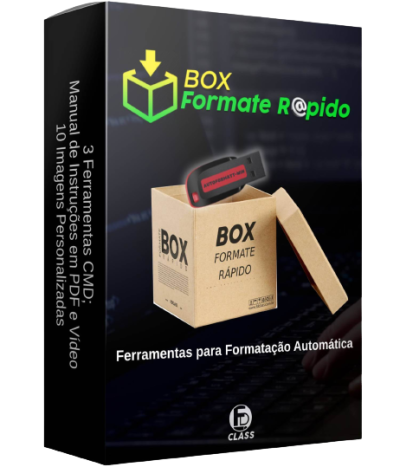 BOX
Formate R@pido
BOX
BOX
FORMATE
RÁPIDO
Ferramentas para Formatação Automática
CLASS
3 Ferramentas CMD;
Manual de Instruções em PDF e Vídeo
10 Imagens Personalizadas